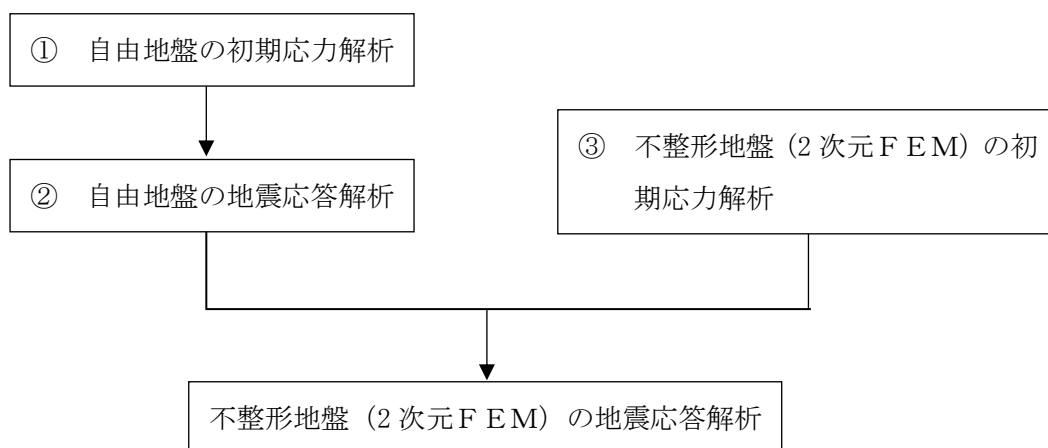 ① 自由地盤の初期応力解析
② 自由地盤の地震応答解析
③ 不整形地盤（2次元ＦＥＭ）の初
期応力解析
不整形地盤（2次元ＦＥＭ）の地震応答解析